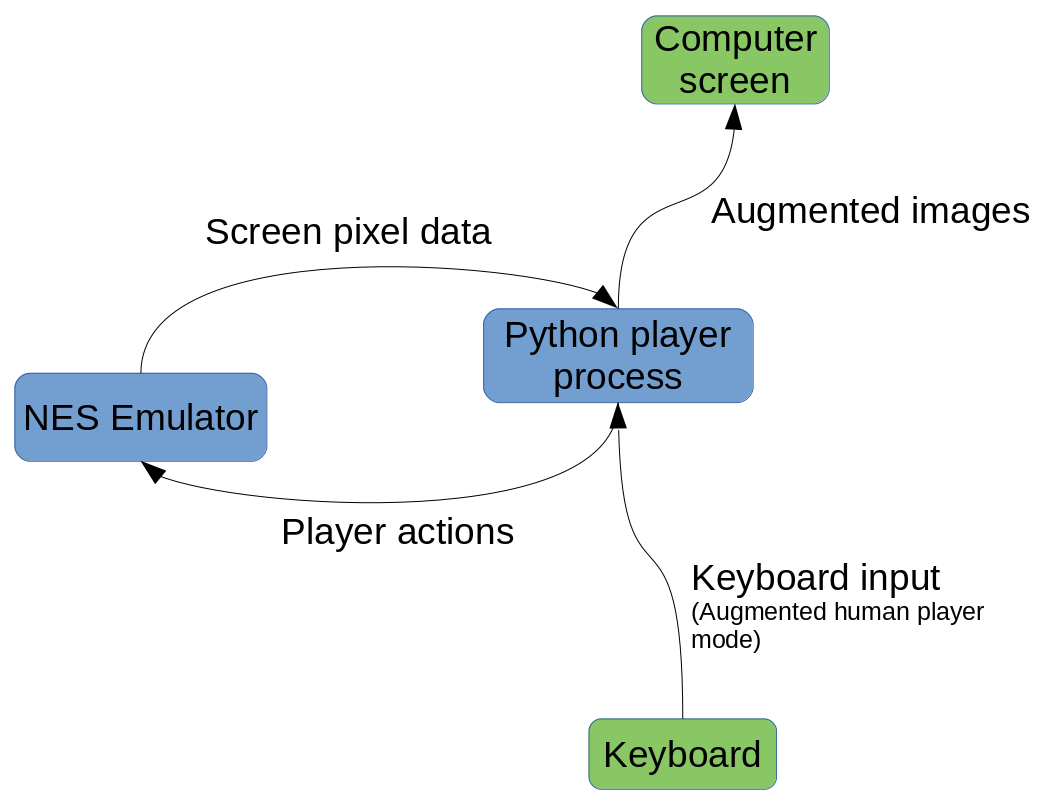 Computer
screen
Augmented images
Screen pixel data
Python player
process
NES Emulator
Player actions
Keyboard input
(Augmented human player
mode)
Keyboard